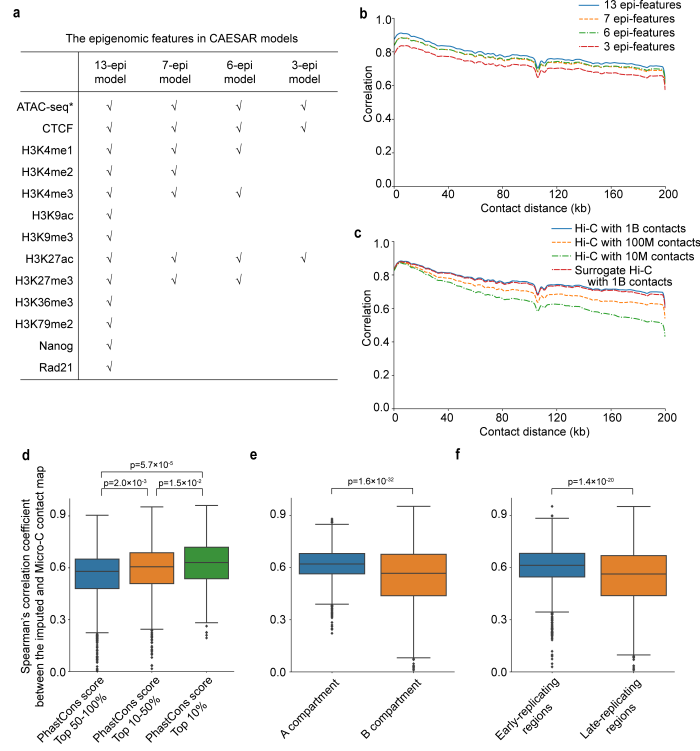 a
The epigenomic features in CAESAR models
13-epi model 7-epi model 6-epi model 3-epi model
ATAC-seq* √ √ √ √
CTCF √ √ √ √
H3K4me1 √ √ √
H3K4me2 √ √
H3K4me3 √ √ √
H3K9ac √
H3K9me3 √
H3K27ac √ √ √ √
H3K27me3 √ √ √
H3K36me3 √
H3K79me2 √
Nanog √
Rad21 √
b
13 epi-features
7 epi-features
6 epi-features
3 epi-features
Correlation
1.0
0.8
0.6
0.4
0.2
0.0
0 40 80 120 160 200
Contact distance (kb)
c
Hi-C with 1B contacts
Hi-C with 100M contacts
Hi-C with 10M contacts
Surrogate Hi-C
with 1B contacts
Correlation
1.0
0.8
0.6
0.4
0.2
0.0
0 40 80 120 160 200
Contact distance (kb)
d
Spearman's correlation coefficient
between the imputed and Micro-C contact map
p=5.7×10⁻⁵
p=2.0×10⁻³ p=1.5×10⁻²
0.9
0.6
0.3
0.0
PhastCons score
Top 50-100%
PhastCons score
Top 10-50%
PhastCons score
Top 10%
e
p=1.6×10⁻³²
0.9
0.6
0.3
0.0
A compartment
B compartment
f
p=1.4×10⁻²⁰
0.9
0.6
0.3
0.0
Early-replicating
regions
Late-replicating
regions